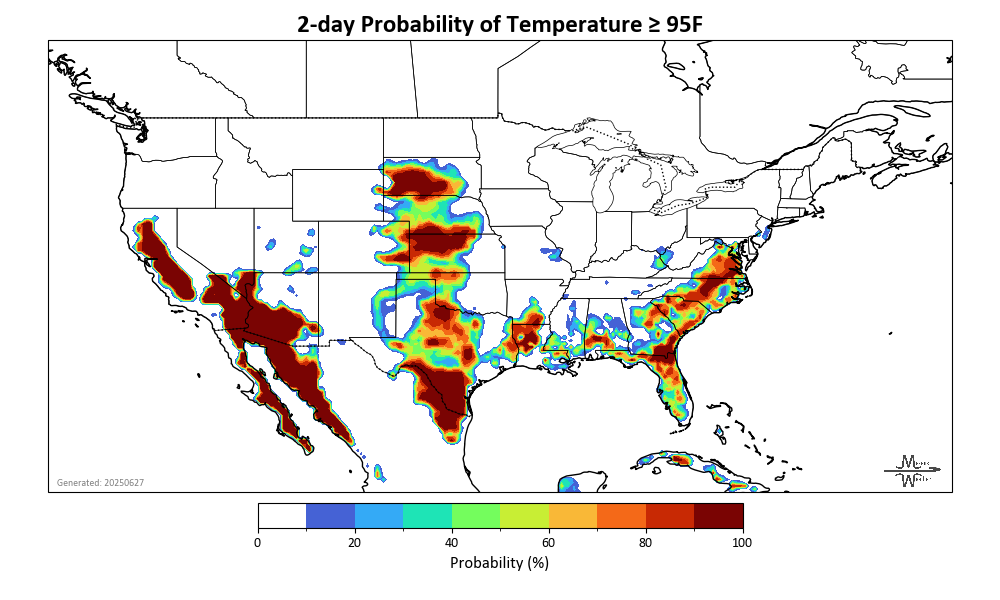 2-day Probability of Temperature ≥ 95F
Generated: 20250627
0 20 40 60 80 100
Probability (%)